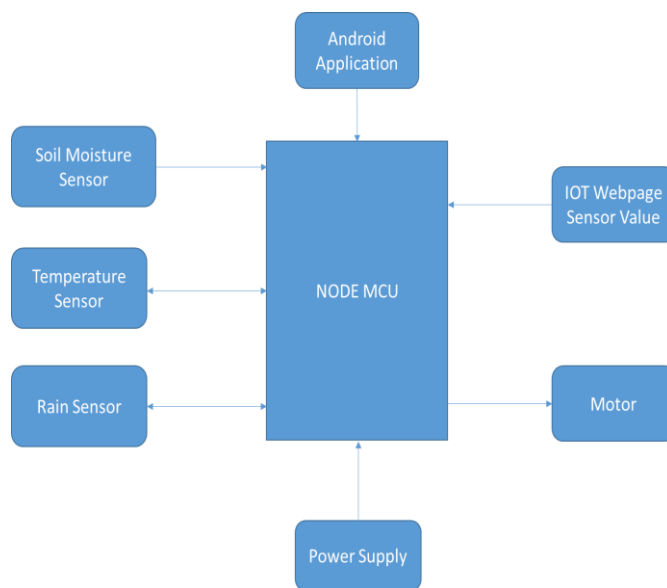 Android
Application
Soil Moisture
Sensor
IOT Webpage
Sensor Value
Temperature
Sensor
NODE MCU
Rain Sensor
Motor
Power Supply